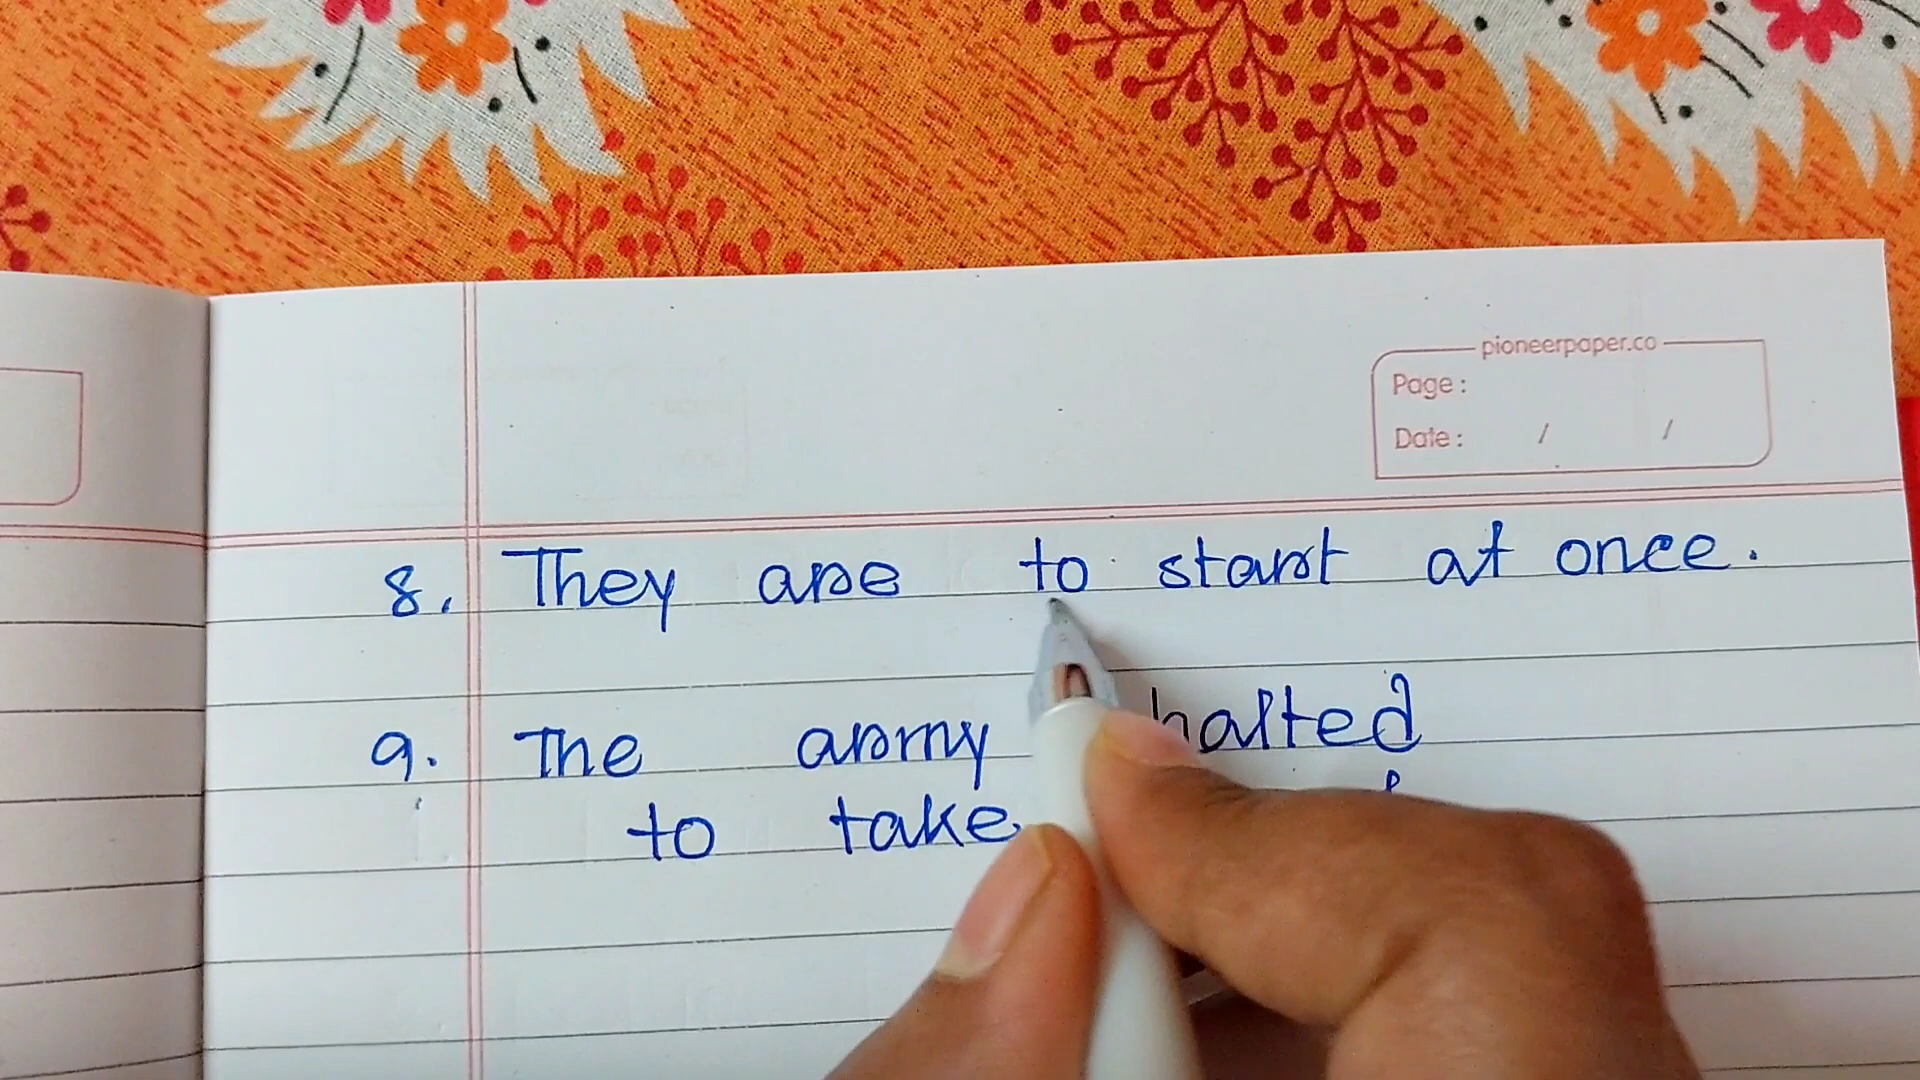 pioneerpaper.co
Page :
Date : / /
8. They are to start at once.
9. The army halted
to take